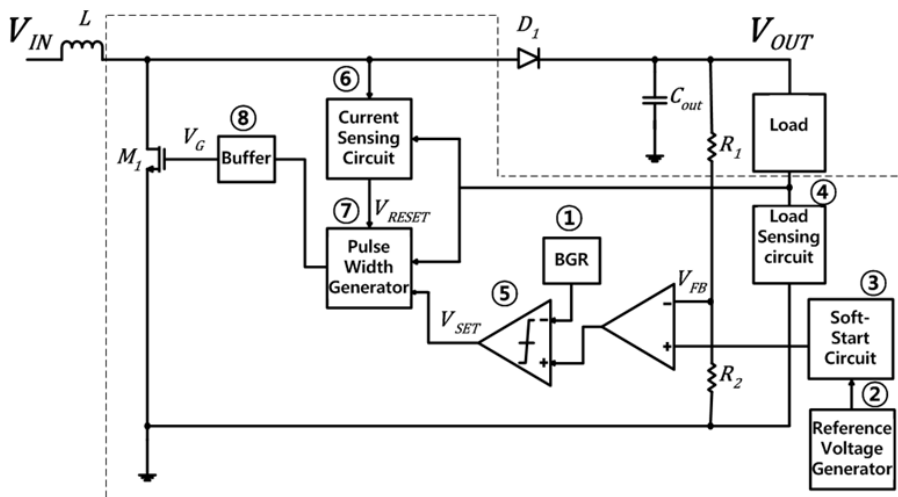 V_IN
L
D_1
V_OUT
⑥
Current
Sensing
Circuit
C_out
R_1
Load
⑧
V_G
Buffer
M_1
⑦
V_RESET
Pulse
Width
Generator
①
BGR
④
Load
Sensing
circuit
⑤
V_SET
−
+
V_FB
−
+
③
Soft-
Start
Circuit
R_2
②
Reference
Voltage
Generator